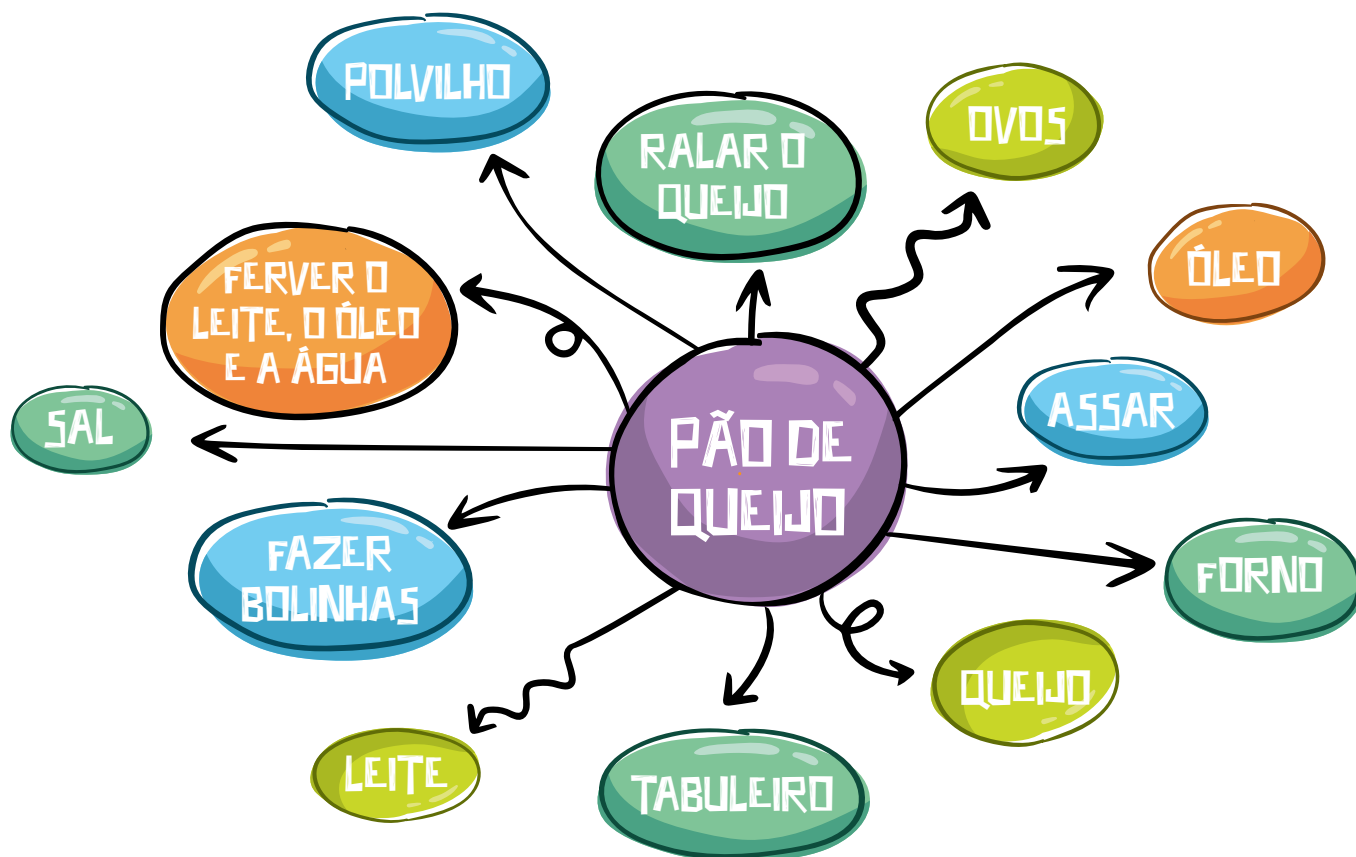 POLVILHO
OVOS
RALAR O
QUEIJO
ÓLEO
FERVER O
LEITE, O ÓLEO
E A ÁGUA
SAL
ASSAR
PÃO DE
QUEIJO
FAZER
BOLINHAS
FORNO
QUEIJO
LEITE
TABULEIRO